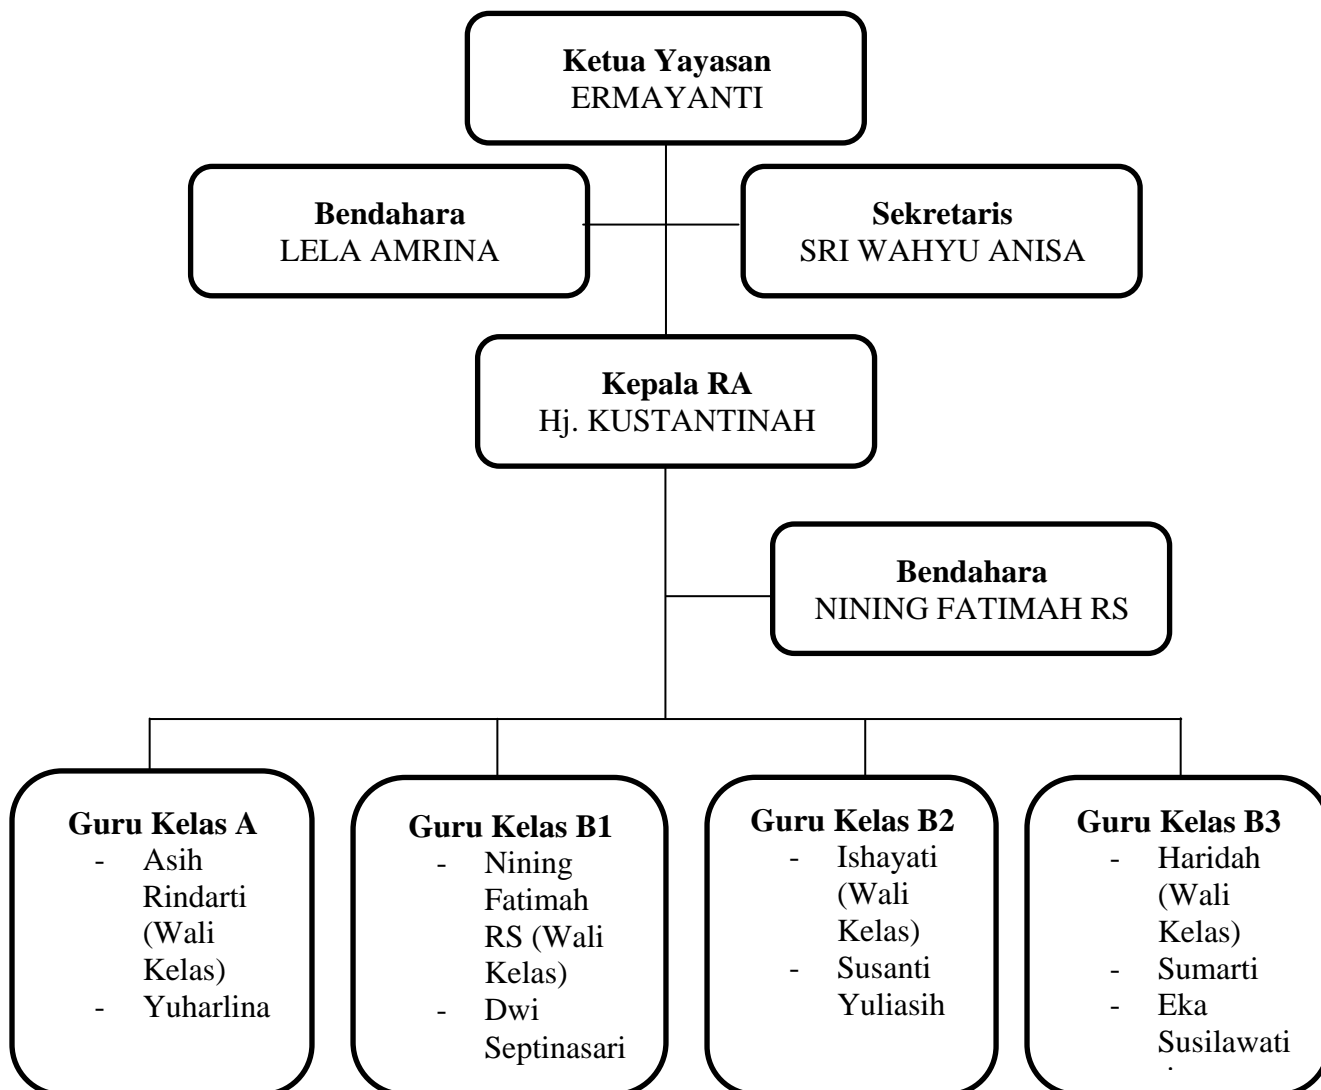 Ketua Yayasan
ERMAYANTI
Bendahara
LELA AMRINA
Sekretaris
SRI WAHYU ANISA
Kepala RA
Hj. KUSTANTINAH
Bendahara
NINING FATIMAH RS
Guru Kelas A
- Asih
Rindarti
(Wali
Kelas)
- Yuharlina
Guru Kelas B1
- Nining
Fatimah
RS (Wali
Kelas)
- Dwi
Septinasari
Guru Kelas B2
- Ishayati
(Wali
Kelas)
- Susanti
Yuliasih
Guru Kelas B3
- Haridah
(Wali
Kelas)
- Sumarti
- Eka
Susilawati